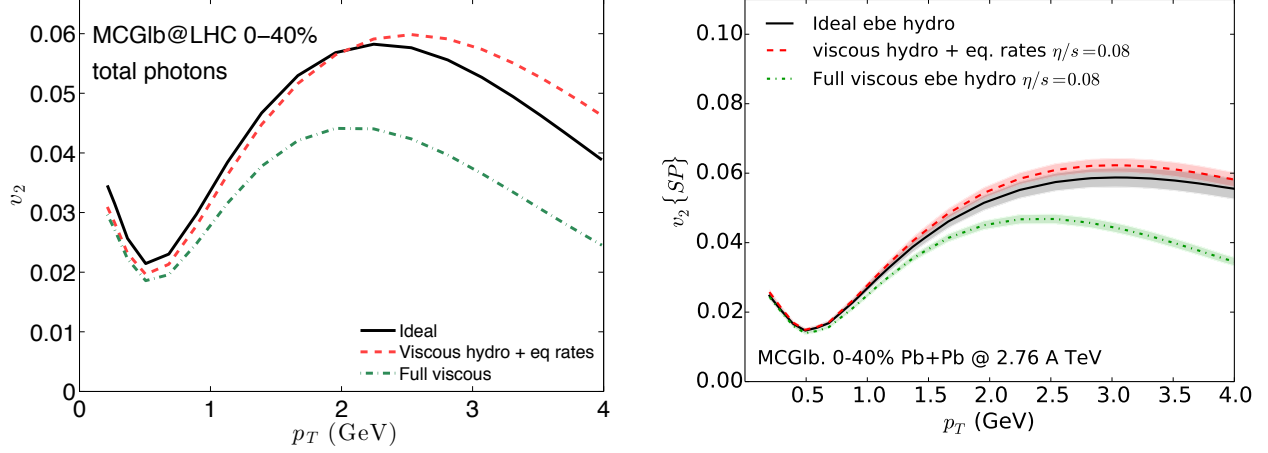 MCGlb@LHC 0–40%
total photons
v₂
0.06
0.05
0.04
0.03
0.02
0.01
0
0 1 2 3 4
p_T (GeV)
Ideal
Viscous hydro + eq rates
Full viscous
Ideal ebe hydro
viscous hydro + eq. rates η/s=0.08
Full viscous ebe hydro η/s=0.08
v₂{SP}
0.10
0.08
0.06
0.04
0.02
0.00
MCGlb. 0-40% Pb+Pb @ 2.76 A TeV
0.5 1.0 1.5 2.0 2.5 3.0 3.5 4.0
p_T (GeV)